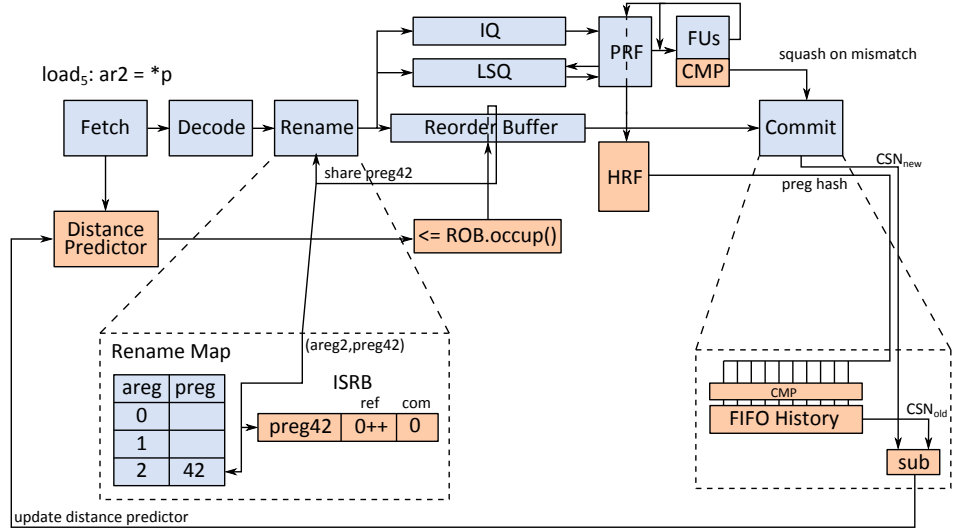 IQ
LSQ
PRF
FUs
CMP
squash on mismatch
load5: ar2 = *p
Fetch
Decode
Rename
Reorder Buffer
Commit
share preg42
HRF
preg hash
CSNnew
Distance
Predictor
<= ROB.occup()
(areg2,preg42)
Rename Map
areg preg
0
1
2 42
ISRB
ref com
preg42 0++ 0
CMP
FIFO History
CSNold
sub
update distance predictor